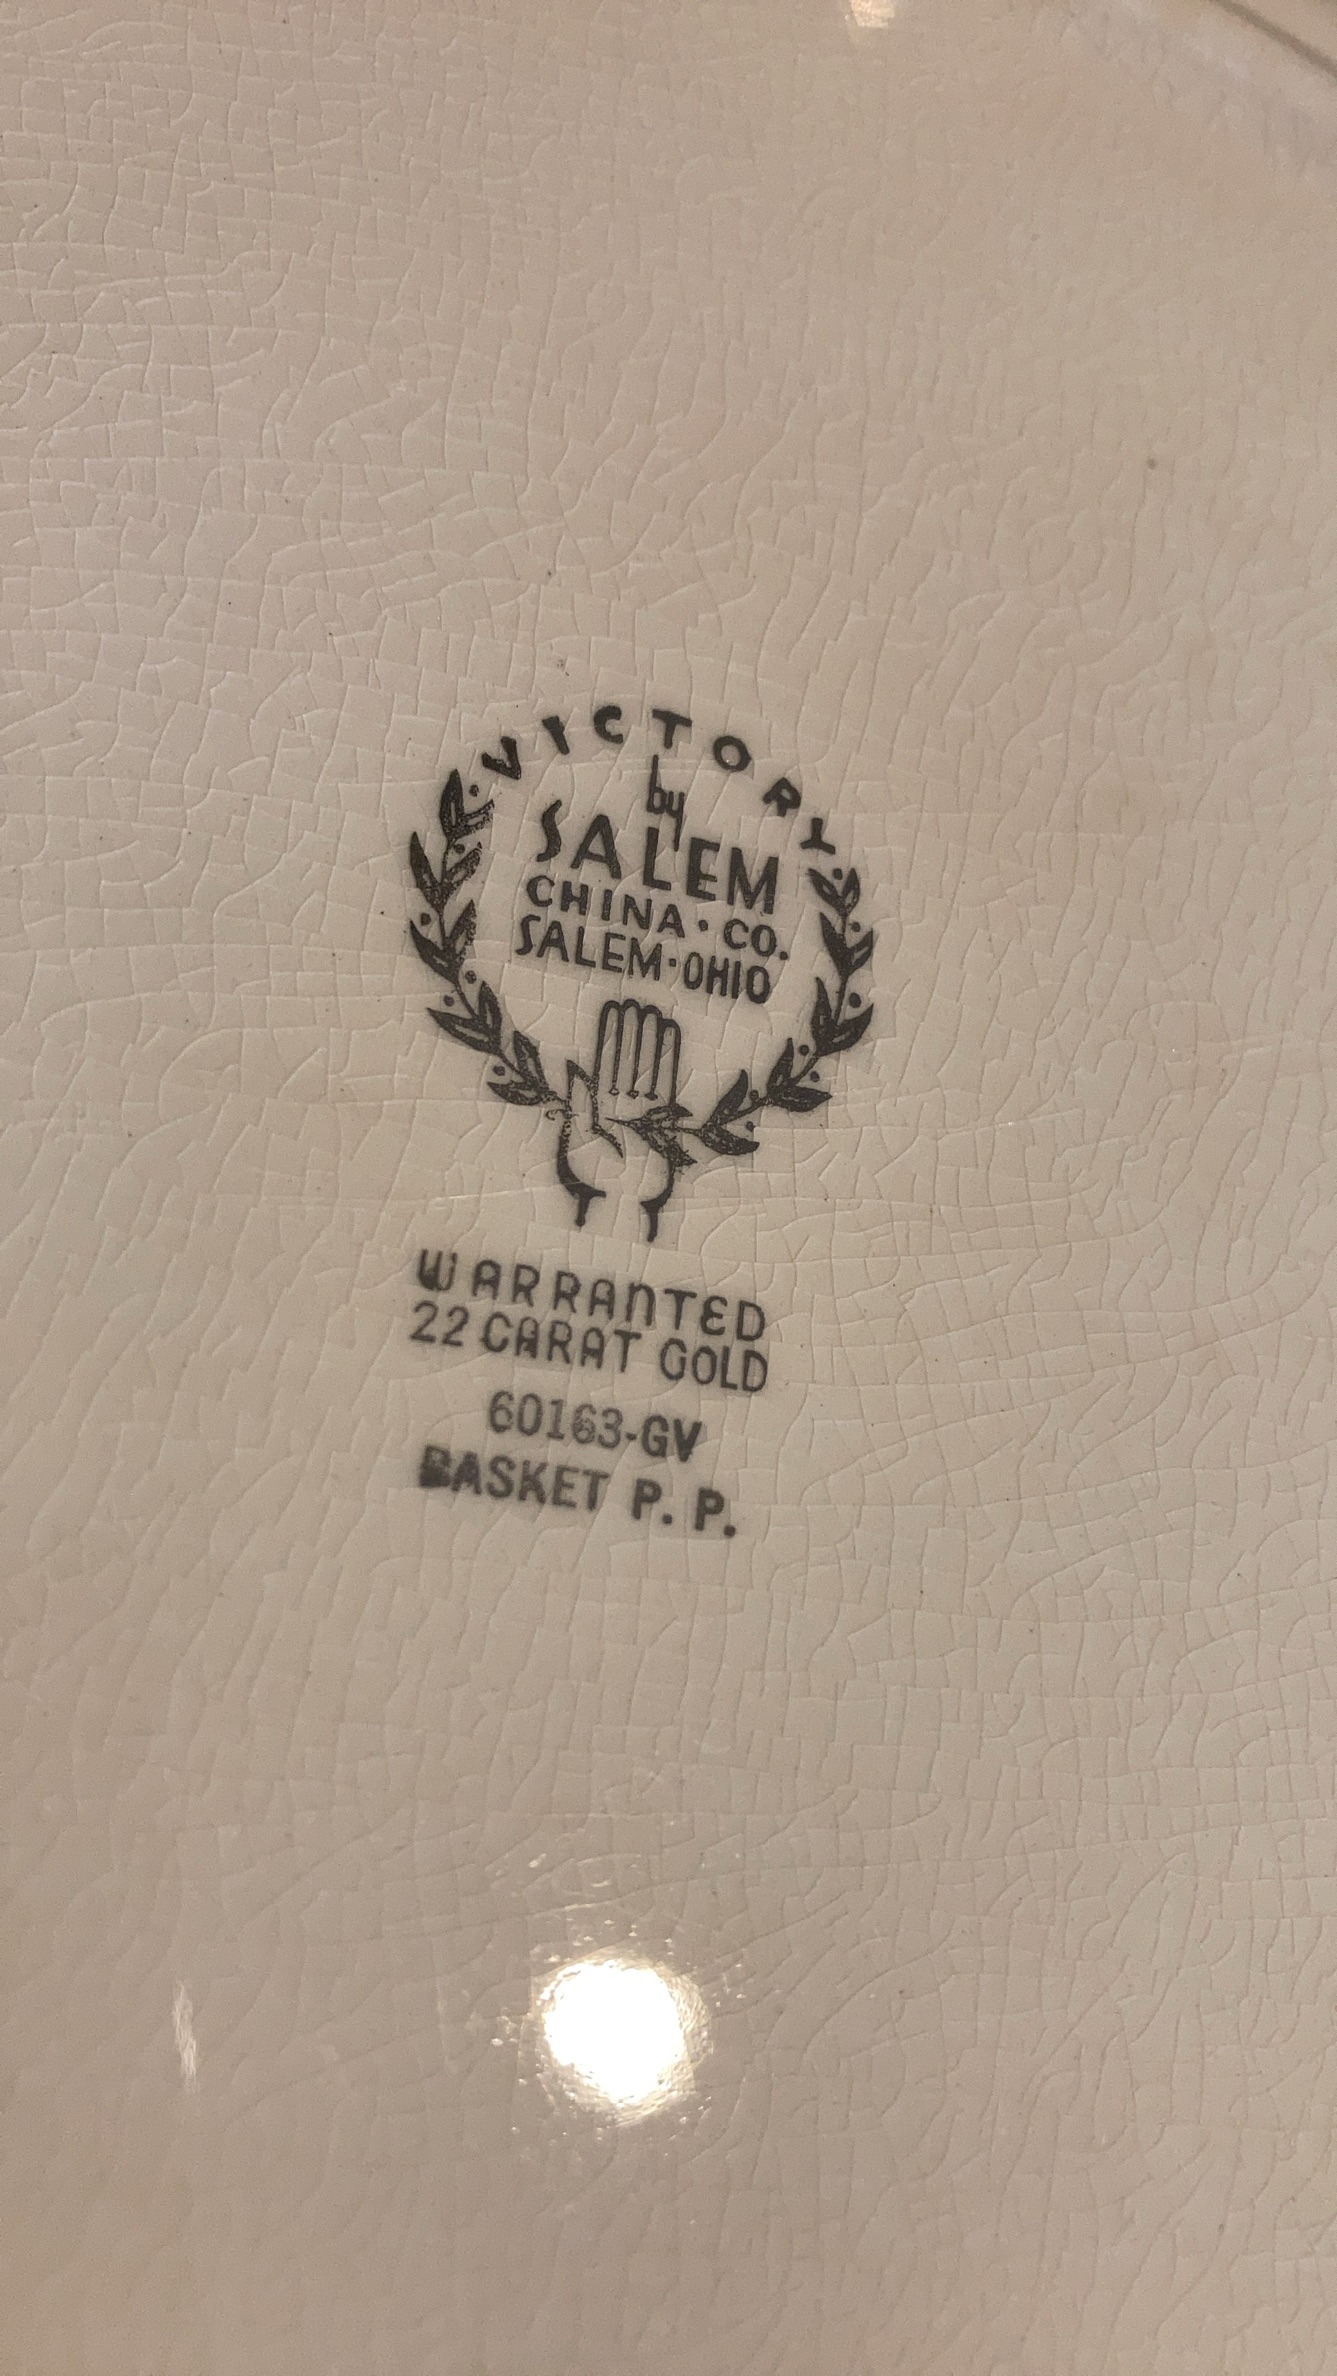 VICTORY
by
SALEM
CHINA · CO.
SALEM · OHIO
WARRANTED
22 CARAT GOLD
60163-GV
BASKET P. P.